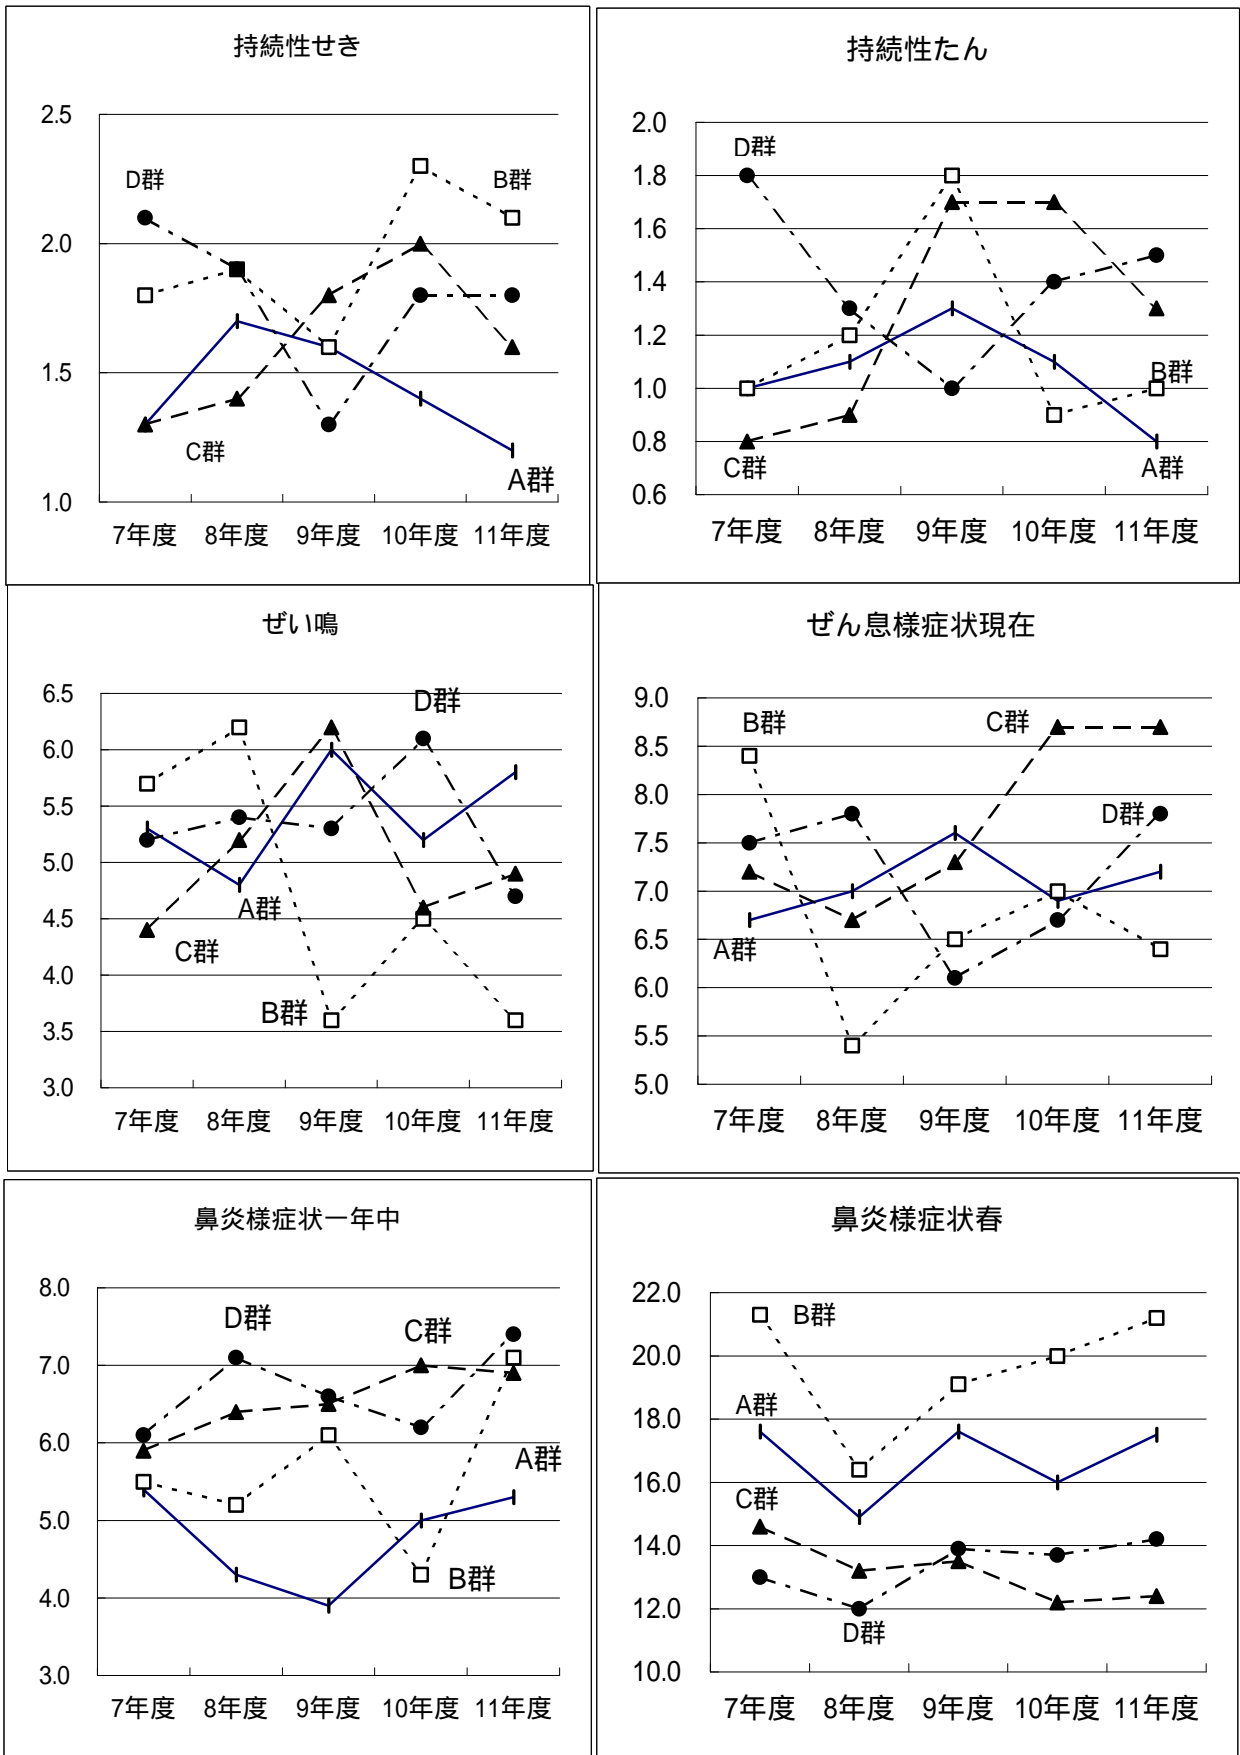 持続性せき
2.5
2.0
1.5
1.0
D群
B群
C群
A群
7年度 8年度 9年度 10年度 11年度
持続性たん
2.0
1.8
1.6
1.4
1.2
1.0
0.8
0.6
D群
B群
C群
A群
7年度 8年度 9年度 10年度 11年度
ぜい鳴
6.5
6.0
5.5
5.0
4.5
4.0
3.5
3.0
D群
A群
C群
B群
7年度 8年度 9年度 10年度 11年度
ぜん息様症状現在
9.0
8.5
8.0
7.5
7.0
6.5
6.0
5.5
5.0
B群
C群
D群
A群
7年度 8年度 9年度 10年度 11年度
鼻炎様症状一年中
8.0
7.0
6.0
5.0
4.0
3.0
D群
C群
A群
B群
7年度 8年度 9年度 10年度 11年度
鼻炎様症状春
22.0
20.0
18.0
16.0
14.0
12.0
10.0
B群
A群
C群
D群
7年度 8年度 9年度 10年度 11年度